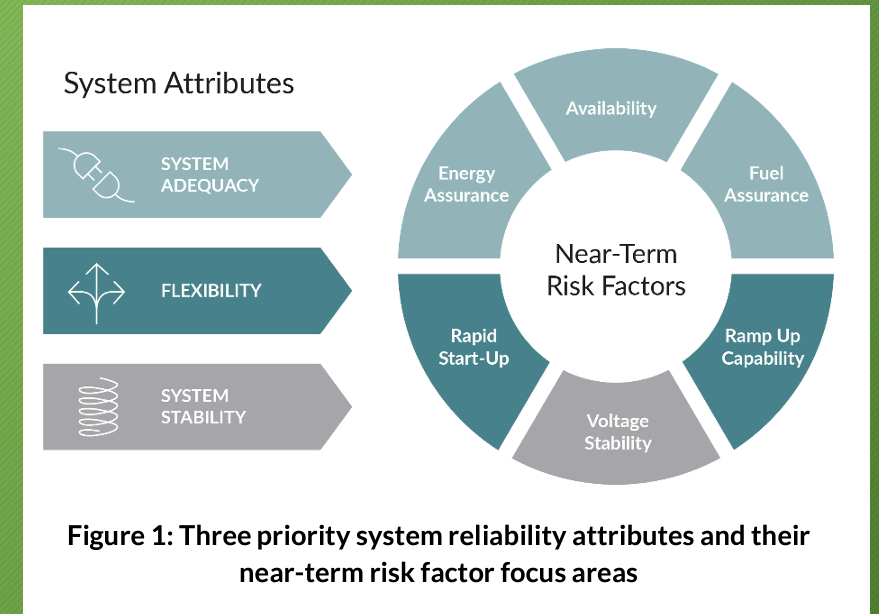 System Attributes
SYSTEM
ADEQUACY
FLEXIBILITY
SYSTEM
STABILITY
Availability
Energy
Assurance
Fuel
Assurance
Near-Term
Risk Factors
Rapid
Start-Up
Ramp Up
Capability
Voltage
Stability
Figure 1: Three priority system reliability attributes and their
near-term risk factor focus areas